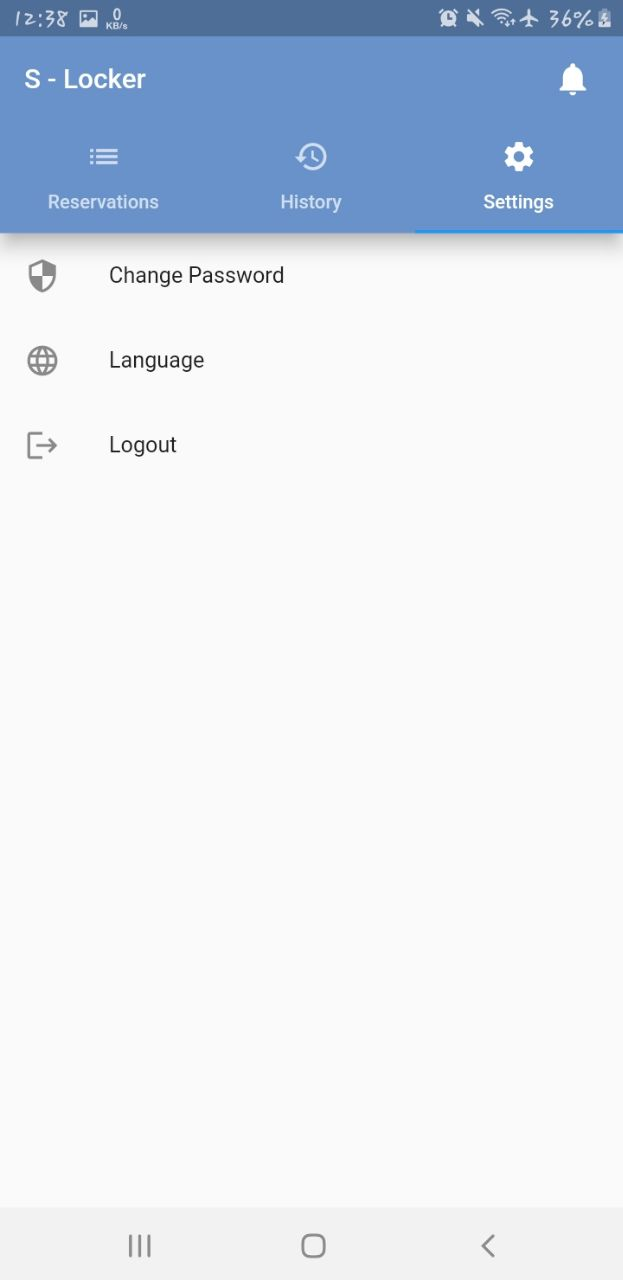 12:38 0 KB/s 36%
S - Locker
Reservations History Settings
Change Password
Language
Logout